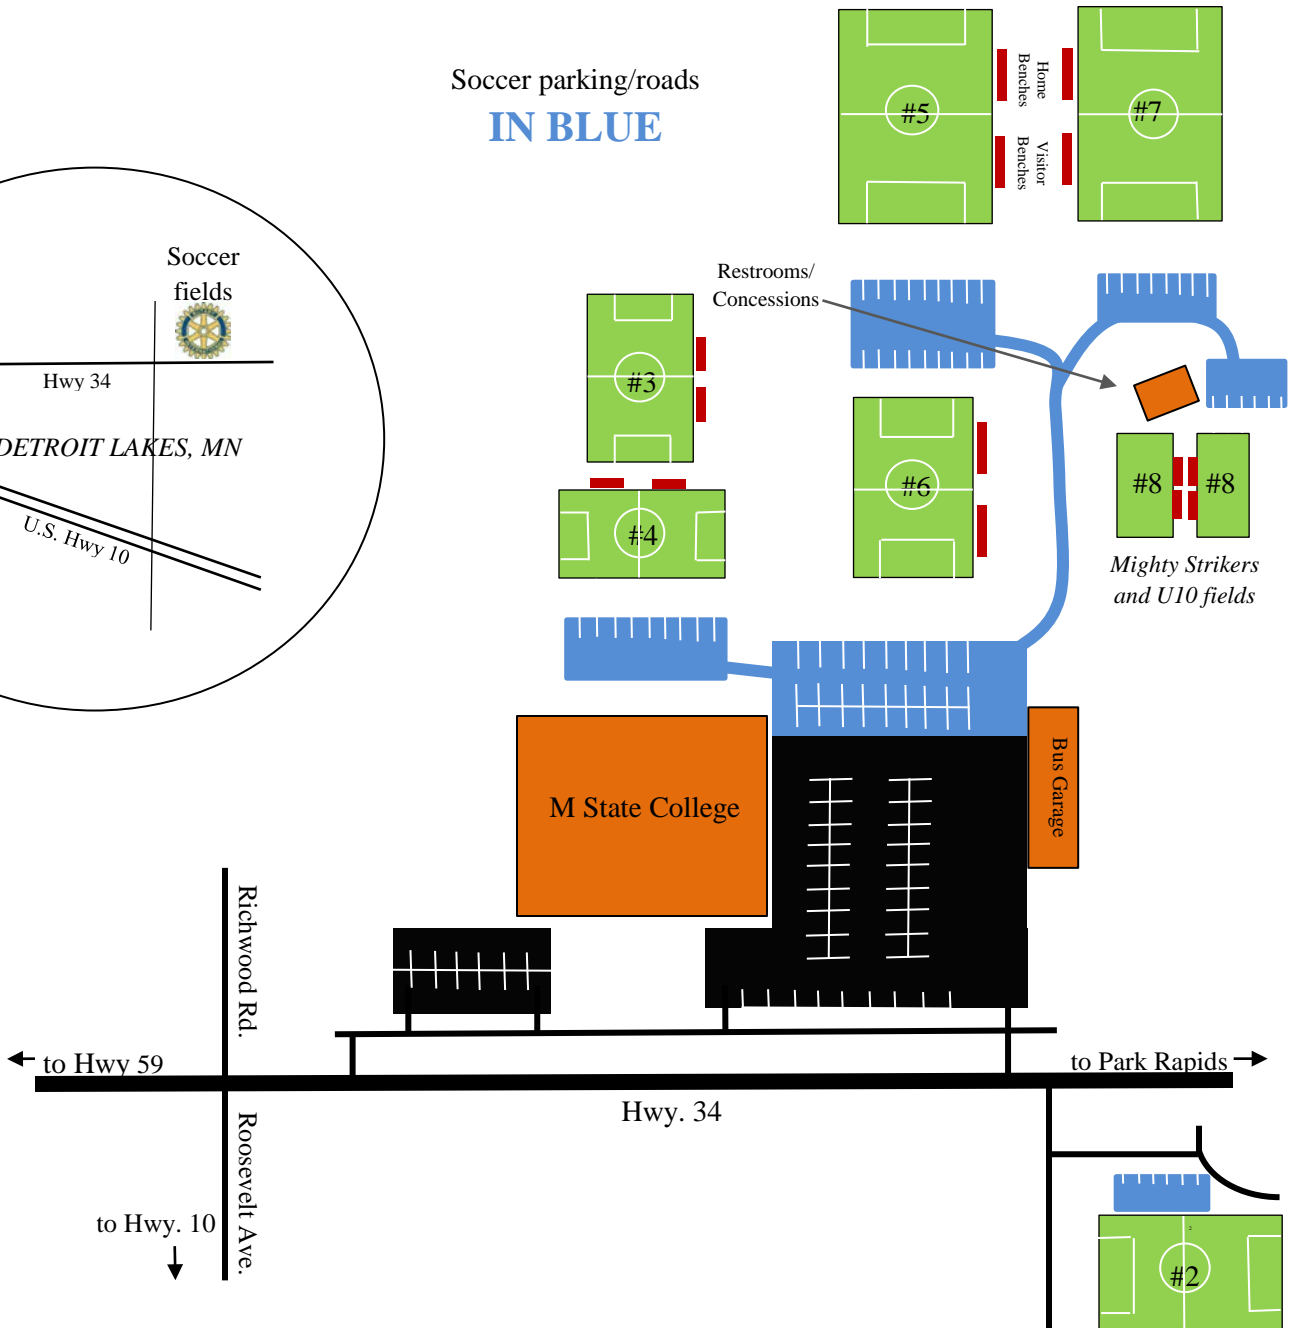 Soccer parking/roads
IN BLUE
#5
Home
Benches
Visitor
Benches
#7
Soccer
fields
Hwy 34
DETROIT LAKES, MN
U.S. Hwy 10
Restrooms/
Concessions
#3
#4
#6
#8
#8
Mighty Strikers
and U10 fields
M State College
Bus Garage
Richwood Rd.
to Hwy 59
to Park Rapids
Hwy. 34
Roosevelt Ave.
to Hwy. 10
#2